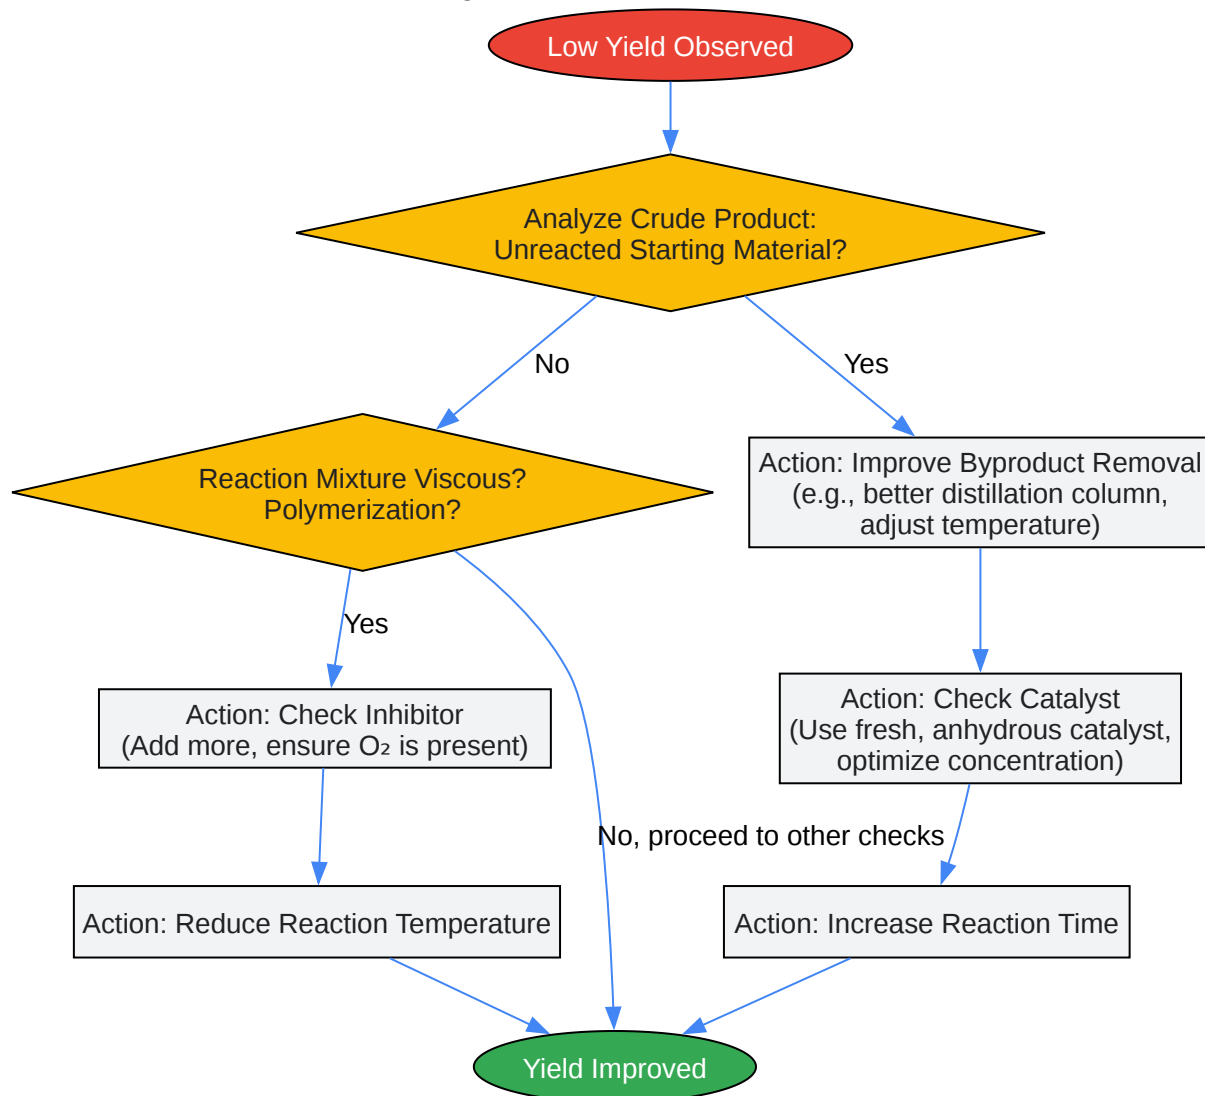 Low Yield Observed
Analyze Crude Product:
Unreacted Starting Material?
No
Yes
Reaction Mixture Viscous?
Polymerization?
Action: Improve Byproduct Removal
(e.g., better distillation column,
adjust temperature)
Yes
Action: Check Inhibitor
(Add more, ensure O₂ is present)
Action: Check Catalyst
(Use fresh, anhydrous catalyst,
optimize concentration)
No, proceed to other checks
Action: Reduce Reaction Temperature
Action: Increase Reaction Time
Yield Improved